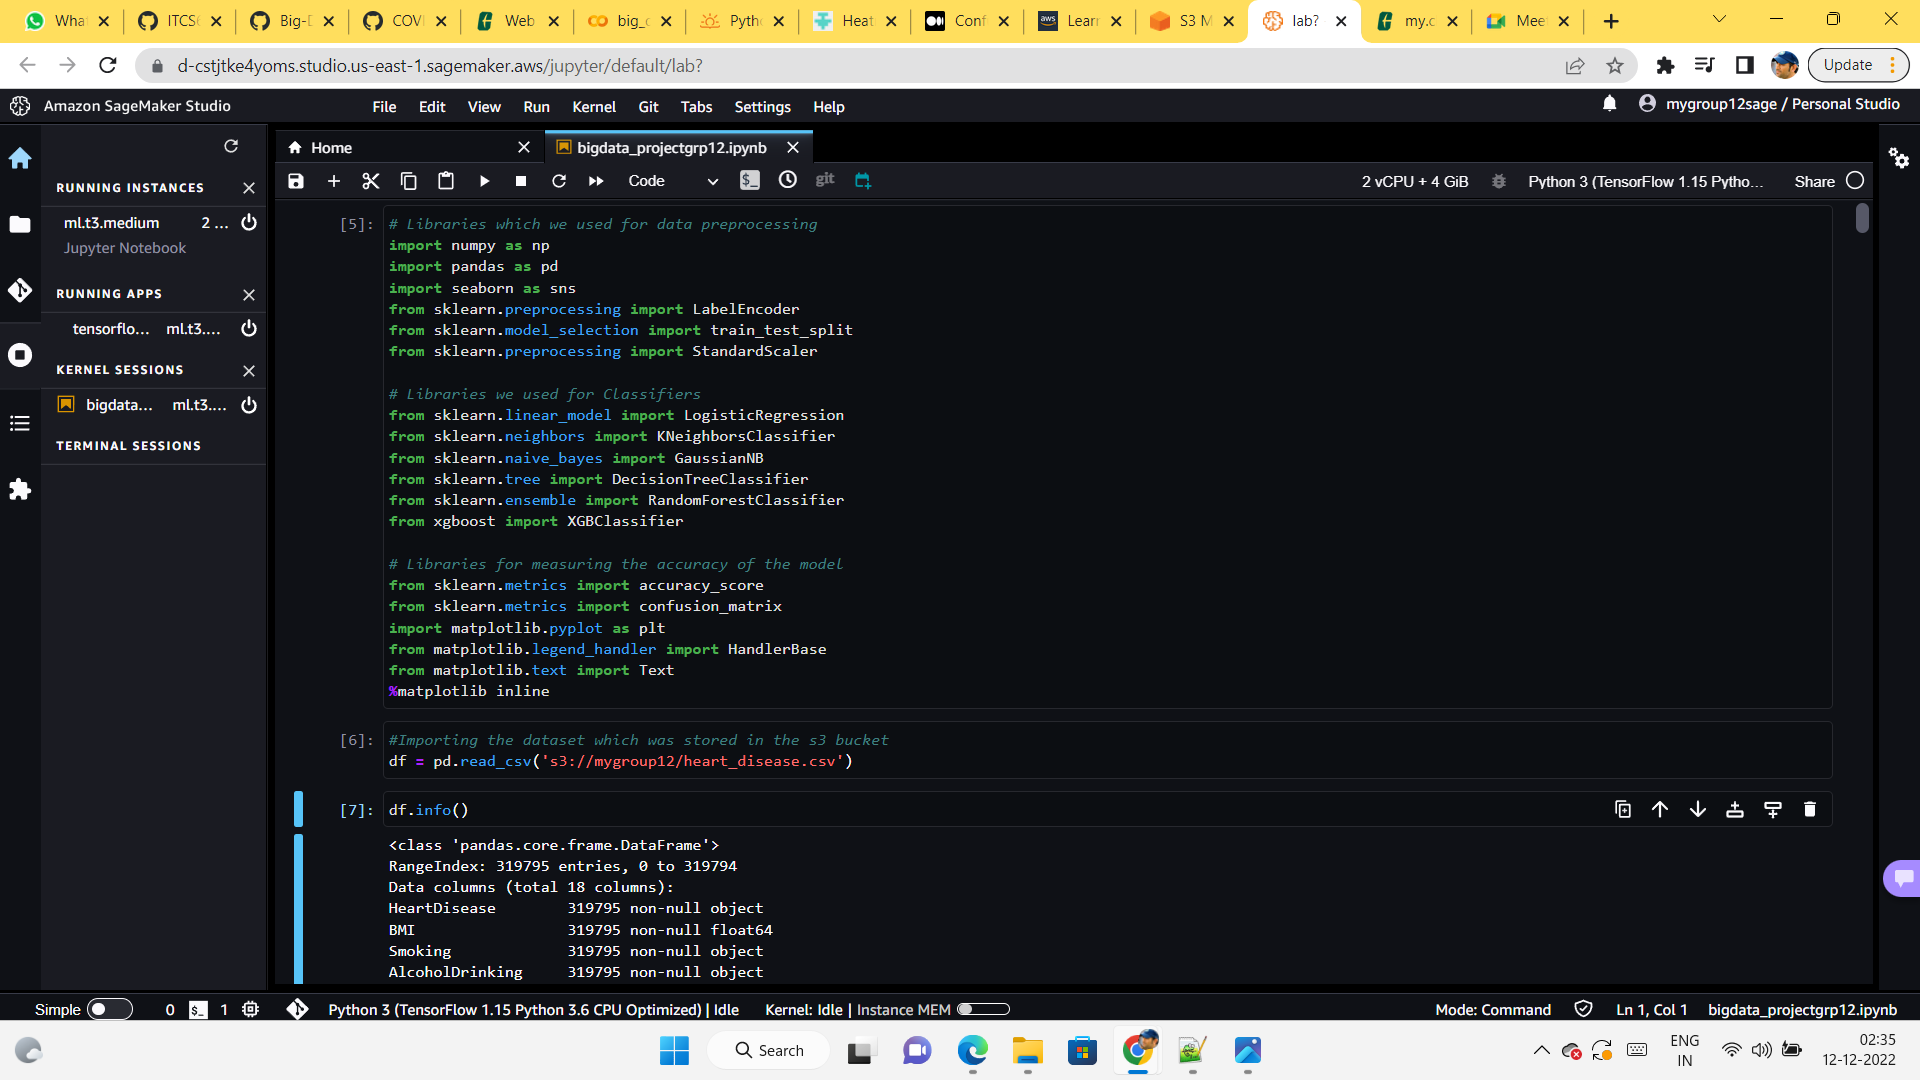 What
ITCS
Big-D
COVI
Web
big_c
Pytho
Heat
Conf
Learn
S3 M
lab?
my.c
Meet
d-cstjtke4yoms.studio.us-east-1.sagemaker.aws/jupyter/default/lab?
Update
Amazon SageMaker Studio
File Edit View Run Kernel Git Tabs Settings Help
mygroup12sage / Personal Studio
Home
bigdata_projectgrp12.ipynb
Code
git
2 vCPU + 4 GiB
Python 3 (TensorFlow 1.15 Pytho...
Share
RUNNING INSTANCES
ml.t3.medium 2 ...
Jupyter Notebook
RUNNING APPS
tensorflo... ml.t3....
KERNEL SESSIONS
bigdata... ml.t3....
TERMINAL SESSIONS
[5]: # Libraries which we used for data preprocessing
import numpy as np
import pandas as pd
import seaborn as sns
from sklearn.preprocessing import LabelEncoder
from sklearn.model_selection import train_test_split
from sklearn.preprocessing import StandardScaler
# Libraries we used for Classifiers
from sklearn.linear_model import LogisticRegression
from sklearn.neighbors import KNeighborsClassifier
from sklearn.naive_bayes import GaussianNB
from sklearn.tree import DecisionTreeClassifier
from sklearn.ensemble import RandomForestClassifier
from xgboost import XGBClassifier
# Libraries for measuring the accuracy of the model
from sklearn.metrics import accuracy_score
from sklearn.metrics import confusion_matrix
import matplotlib.pyplot as plt
from matplotlib.legend_handler import HandlerBase
from matplotlib.text import Text
%matplotlib inline
[6]: #Importing the dataset which was stored in the s3 bucket
df = pd.read_csv('s3://mygroup12/heart_disease.csv')
[7]: df.info()
<class 'pandas.core.frame.DataFrame'>
RangeIndex: 319795 entries, 0 to 319794
Data columns (total 18 columns):
HeartDisease 319795 non-null object
BMI 319795 non-null float64
Smoking 319795 non-null object
AlcoholDrinking 319795 non-null object
Simple 0 $_ 1 Python 3 (TensorFlow 1.15 Python 3.6 CPU Optimized) | Idle Kernel: Idle | Instance MEM
Mode: Command Ln 1, Col 1 bigdata_projectgrp12.ipynb
Search
ENG
IN
02:35
12-12-2022